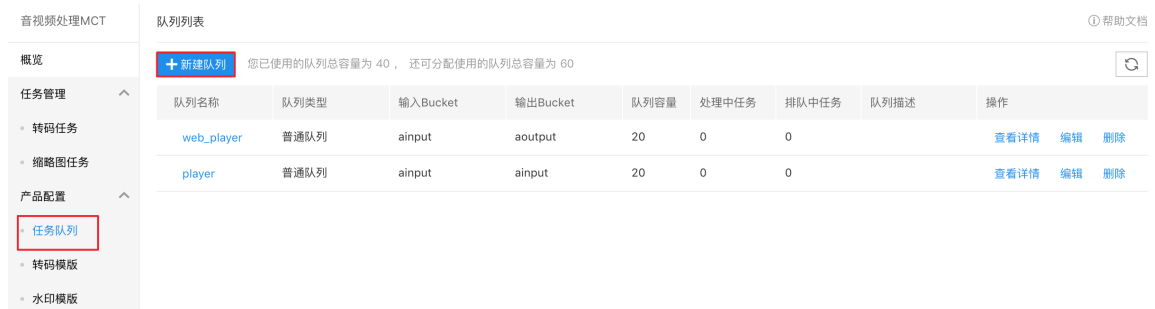 音视频处理MCT
概览
任务管理
转码任务
缩略图任务
产品配置
任务队列
转码模版
水印模版
队列列表
帮助文档
新建队列 您已使用的队列总容量为 40 ， 还可分配使用的队列总容量为 60
队列名称 队列类型 输入Bucket 输出Bucket 队列容量 处理中任务 排队中任务 队列描述 操作
web_player 普通队列 ainput aoutput 20 0 0 查看详情 编辑 删除
player 普通队列 ainput ainput 20 0 0 查看详情 编辑 删除